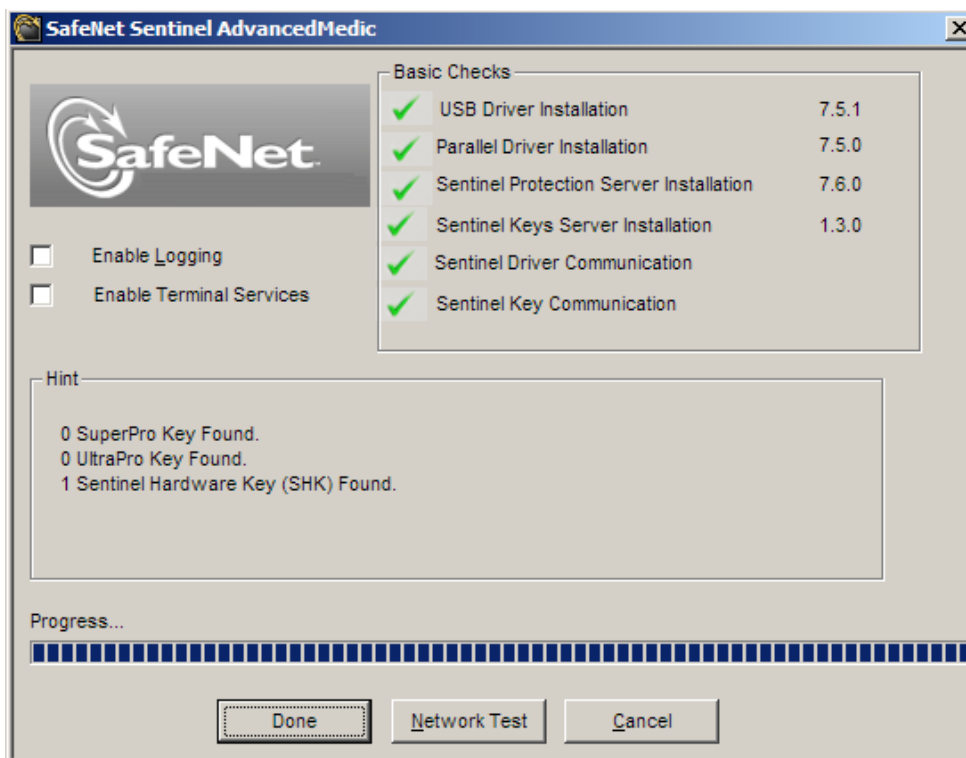 SafeNet Sentinel AdvancedMedic
SafeNet
Basic Checks
USB Driver Installation 7.5.1
Parallel Driver Installation 7.5.0
Sentinel Protection Server Installation 7.6.0
Sentinel Keys Server Installation 1.3.0
Sentinel Driver Communication
Sentinel Key Communication
Enable Logging
Enable Terminal Services
Hint
0 SuperPro Key Found.
0 UltraPro Key Found.
1 Sentinel Hardware Key (SHK) Found.
Progress...
Done Network Test Cancel